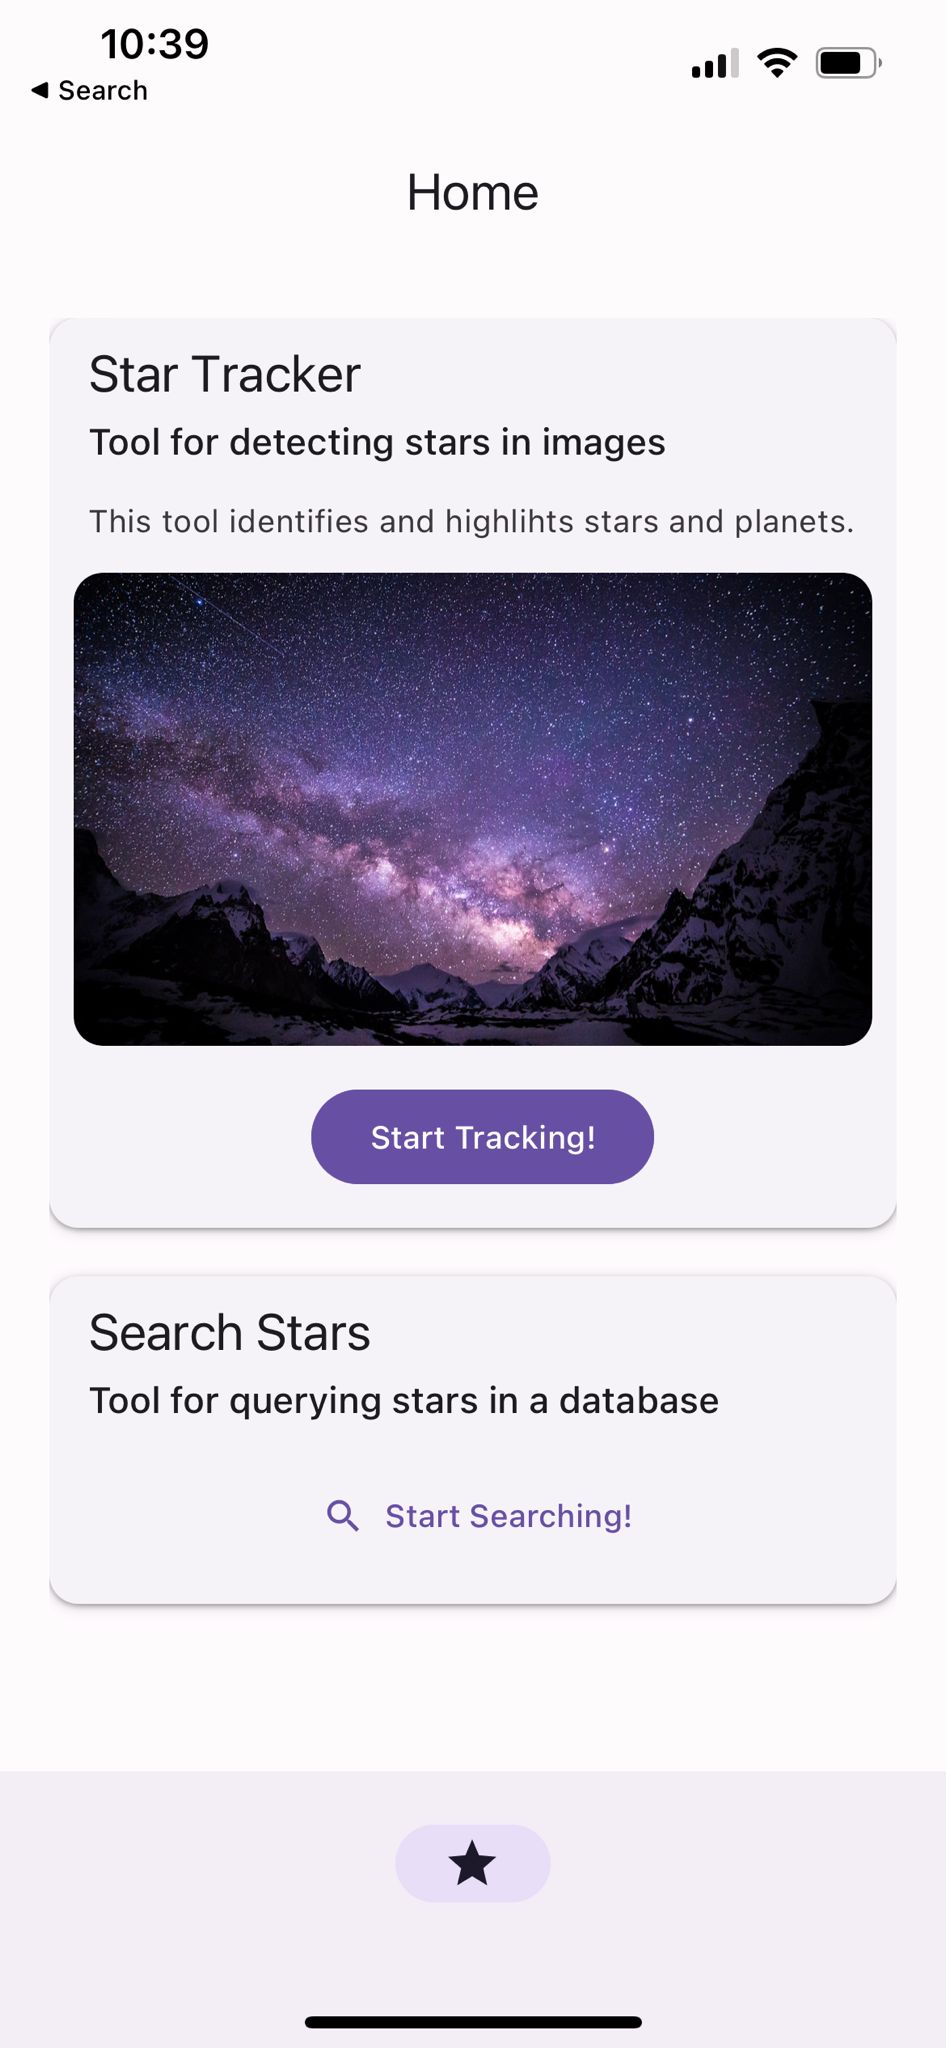 10:39
◀ Search
Home
Star Tracker
Tool for detecting stars in images
This tool identifies and highlihts stars and planets.
Start Tracking!
Search Stars
Tool for querying stars in a database
Start Searching!